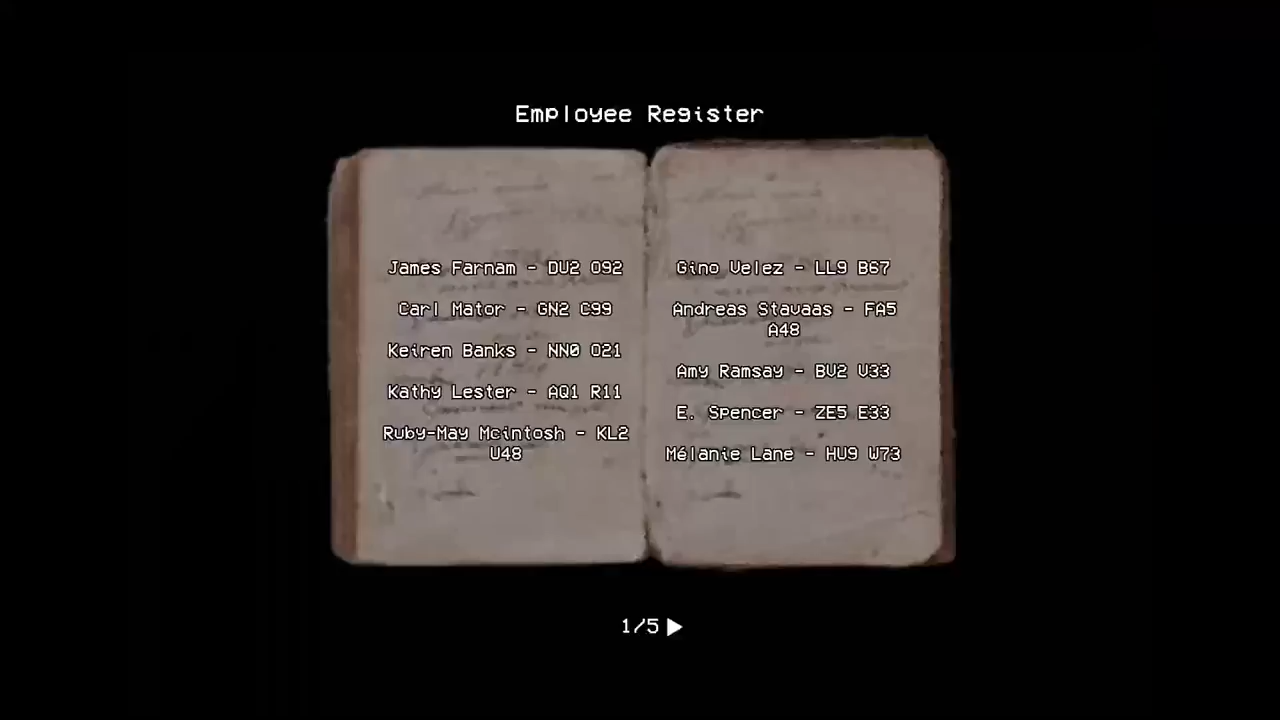 Employee Register
James Farnam - DU2 O92
Carl Mator - GN2 C99
Keiren Banks - NN0 O21
Kathy Lester - AQ1 R11
Ruby-May Mcintosh - KL2
U48
Gino Velez - LL9 B67
Andreas Stavaas - FA5
A48
Amy Ramsay - BV2 V33
E. Spencer - ZE5 E33
Mélanie Lane - HU9 W73
1/5